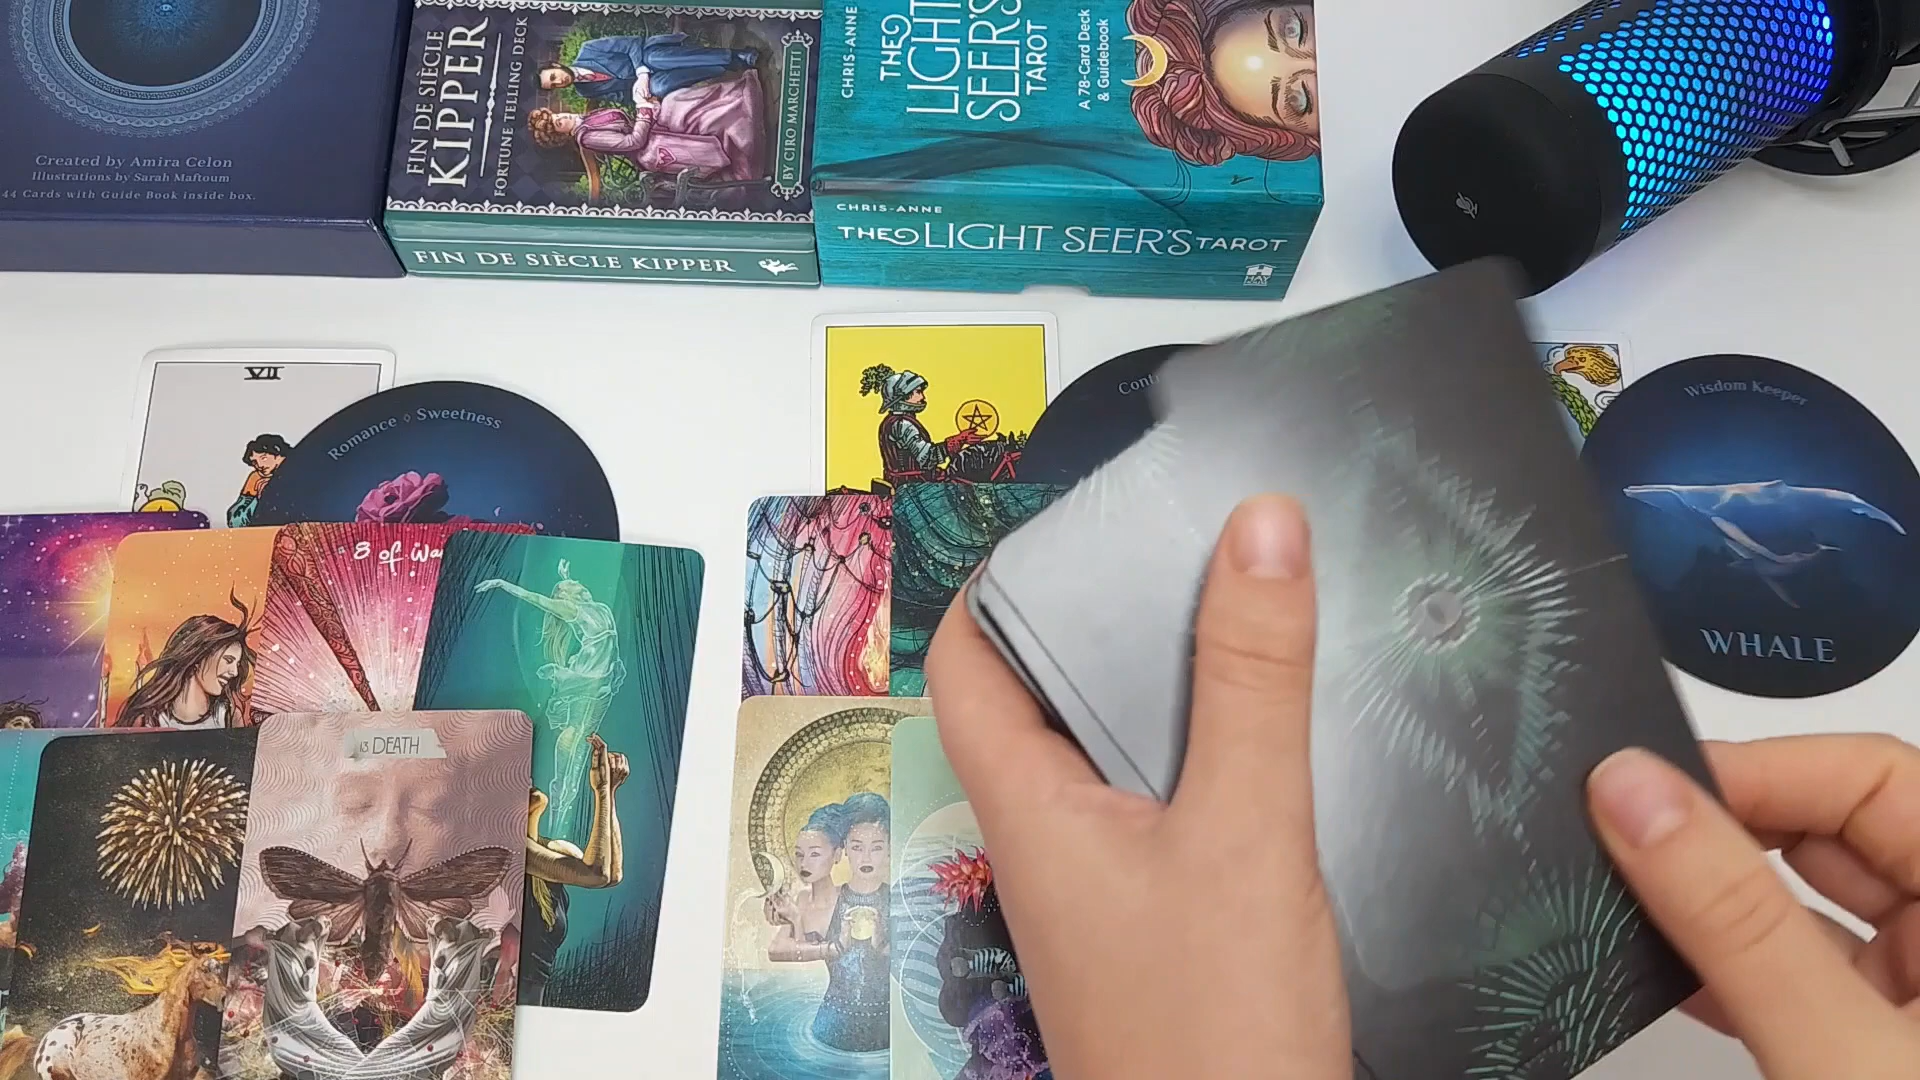 Created by Amira Celon
Illustrations by Sarah Maftoum
44 Cards with Guide Book inside box.
FIN DE SIÈCLE
KIPPER
FORTUNE TELLING DECK
BY CIRO MARCHETTI
FIN DE SIÈCLE KIPPER
CHRIS-ANNE
THE
LIGHT
SEER'S
TAROT
A 78-Card Deck
& Guidebook
CHRIS-ANNE
THE LIGHT SEER'S TAROT
HAY
HOUSE
VII
Romance ◊ Sweetness
Wisdom Keeper
WHALE
8 of
13 DEATH